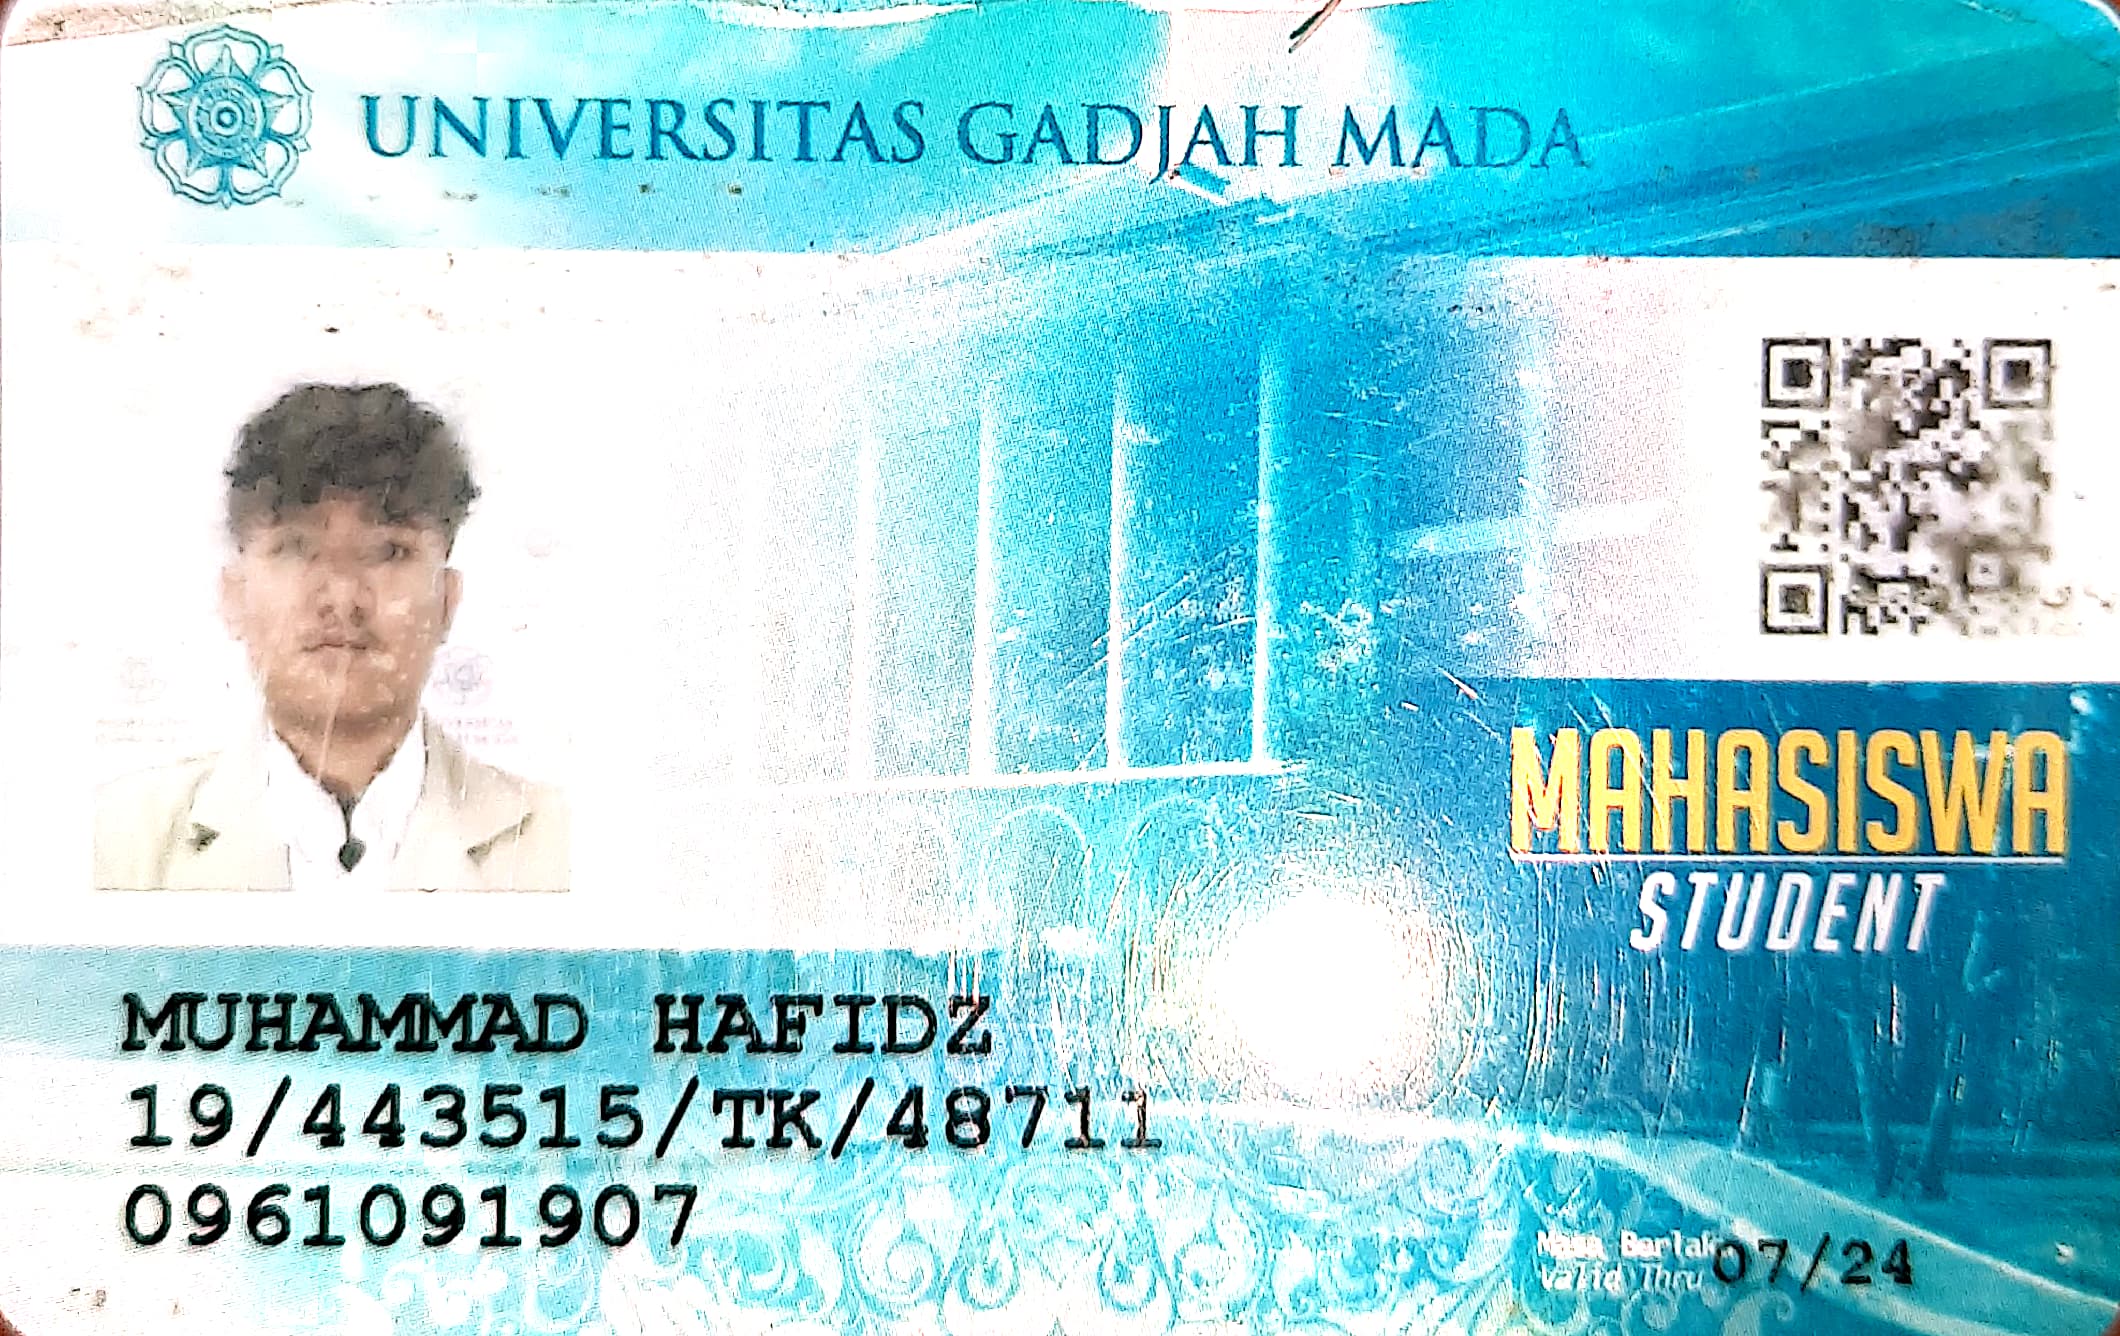 UNIVERSITAS GADJAH MADA
MAHASISWA
STUDENT
MUHAMMAD HAFIDZ
19/443515/TK/48711
0961091907
Masa Berlaku
Valid Thru 07/24